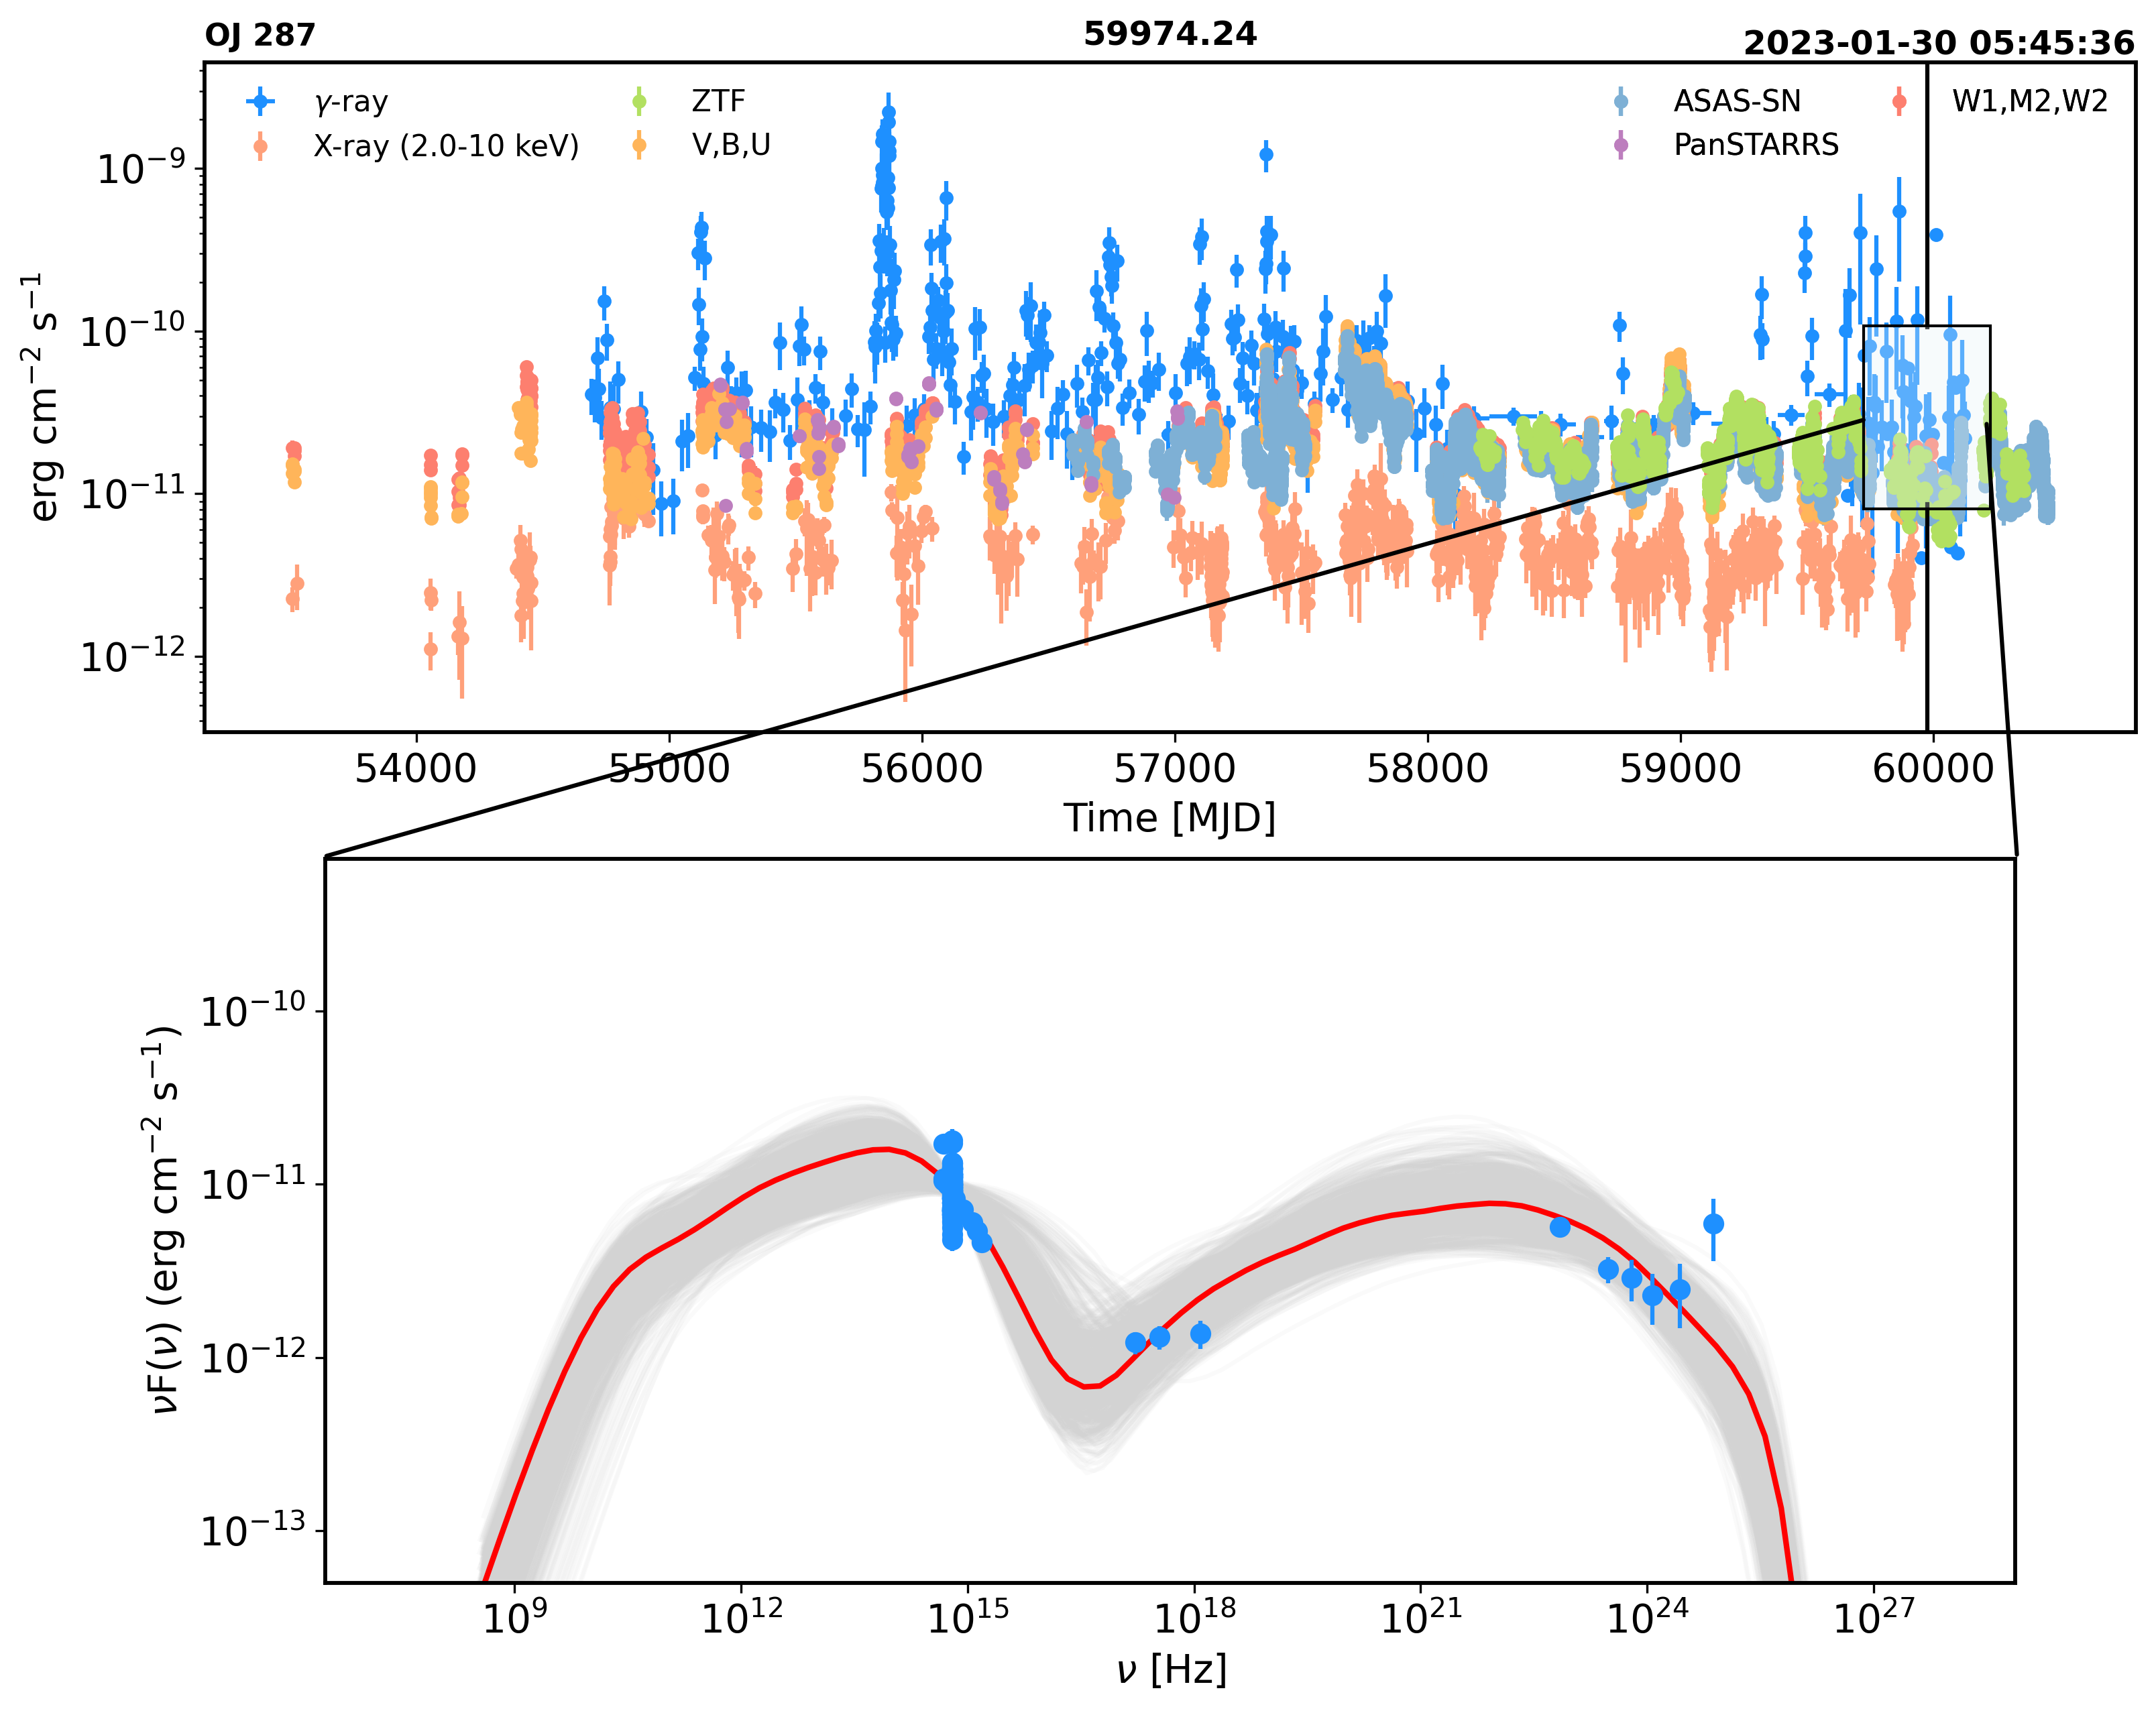 OJ 287 59974.24 2023-01-30 05:45:36
γ-ray ZTF ASAS-SN W1,M2,W2
X-ray (2.0-10 keV) V,B,U PanSTARRS
10⁻⁹
10⁻¹⁰
10⁻¹¹
10⁻¹²
erg cm⁻² s⁻¹
54000 55000 56000 57000 58000 59000 60000
Time [MJD]
10⁻¹⁰
10⁻¹¹
10⁻¹²
10⁻¹³
νF(ν) (erg cm⁻² s⁻¹)
10⁹ 10¹² 10¹⁵ 10¹⁸ 10²¹ 10²⁴ 10²⁷
ν [Hz]